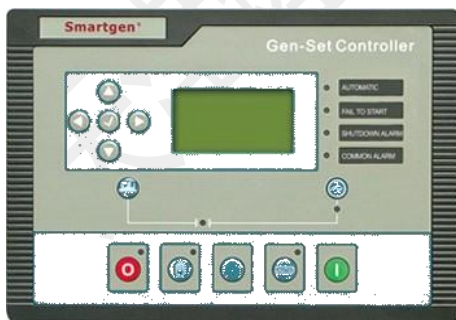 Smartgen
Gen-Set Controller
AUTOMATIC
FAIL TO START
SHUTDOWN ALARM
COMMON ALARM